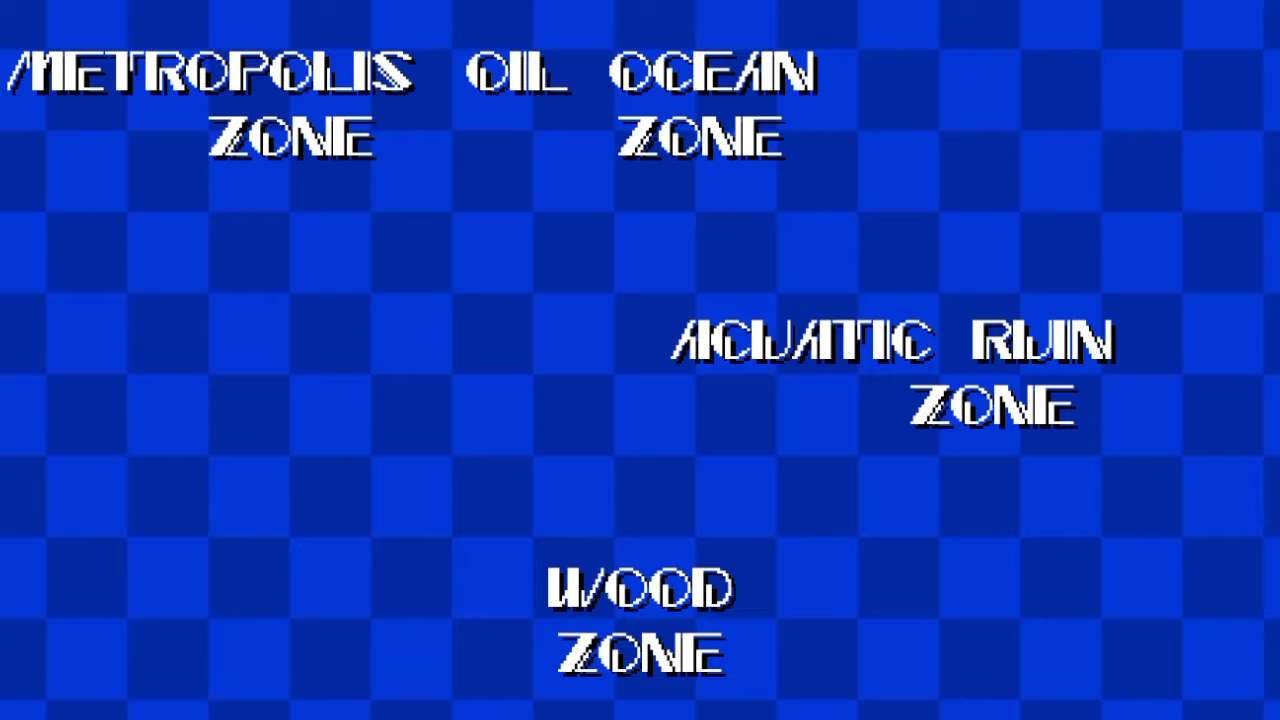 METROPOLIS
ZONE
OIL OCEAN
ZONE
AQUATIC RUIN
ZONE
WOOD
ZONE